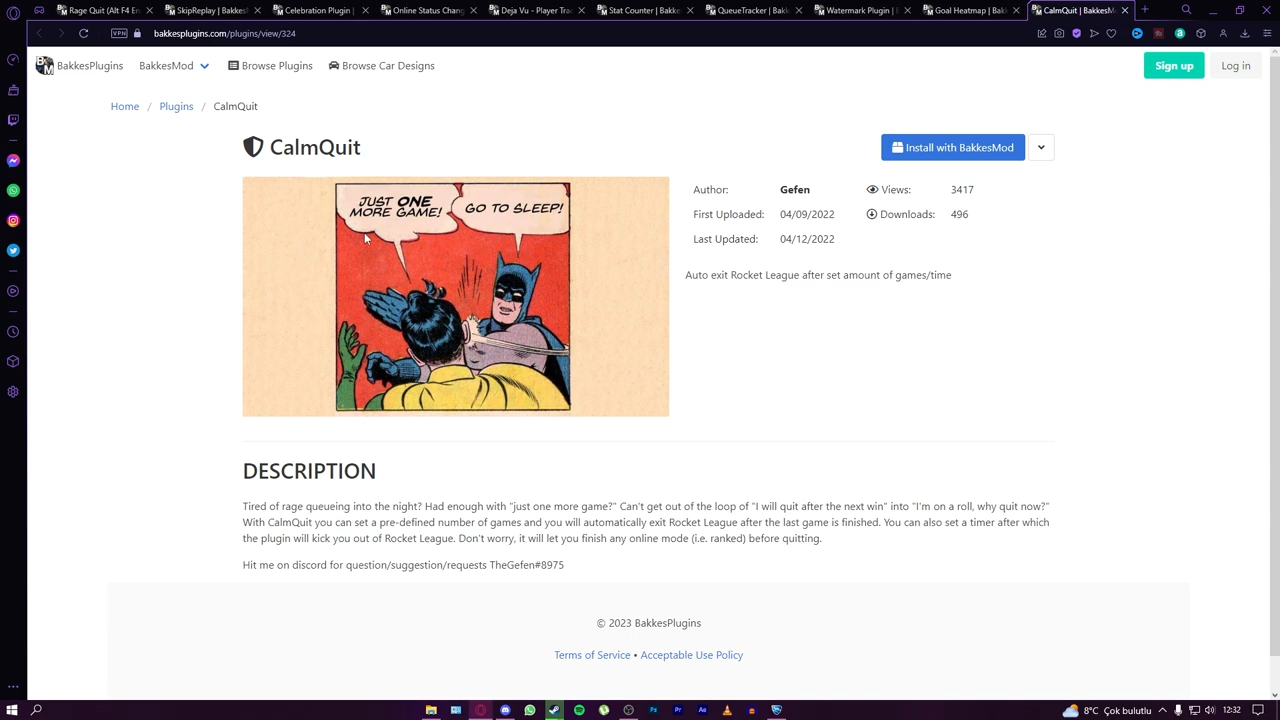 Rage Quit (Alt F4 En
SkipReplay | Bakkes
Online Status Chang
Deja Vu - Player Tra
Stat Counter | Bakk
QueueTracker | Bak
Watermark Plugin |
Goal Heatmap | Bak
CalmQuit | BakkesM
VPN
bakkesplugins.com/plugins/view/324
BakkesPlugins
BakkesMod
Browse Plugins
Browse Car Designs
Sign up
Log in
Home / Plugins / CalmQuit
CalmQuit
Install with BakkesMod
JUST ONE
MORE GAME!
GO TO SLEEP!
Author: Gefen
Views: 3417
First Uploaded: 04/09/2022
Downloads: 496
Last Updated: 04/12/2022
Auto exit Rocket League after set amount of games/time
DESCRIPTION
Tired of rage queueing into the night? Had enough with "just one more game?" Can't get out of the loop of "I will quit after the next win" into "I'm on a roll, why quit now?"
With CalmQuit you can set a pre-defined number of games and you will automatically exit Rocket League after the last game is finished. You can also set a timer after which
the plugin will kick you out of Rocket League. Don't worry, it will let you finish any online mode (i.e. ranked) before quitting.
Hit me on discord for question/suggestion/requests TheGefen#8975
© 2023 BakkesPlugins
Terms of Service • Acceptable Use Policy
8°C Çok bulutlu
12:32